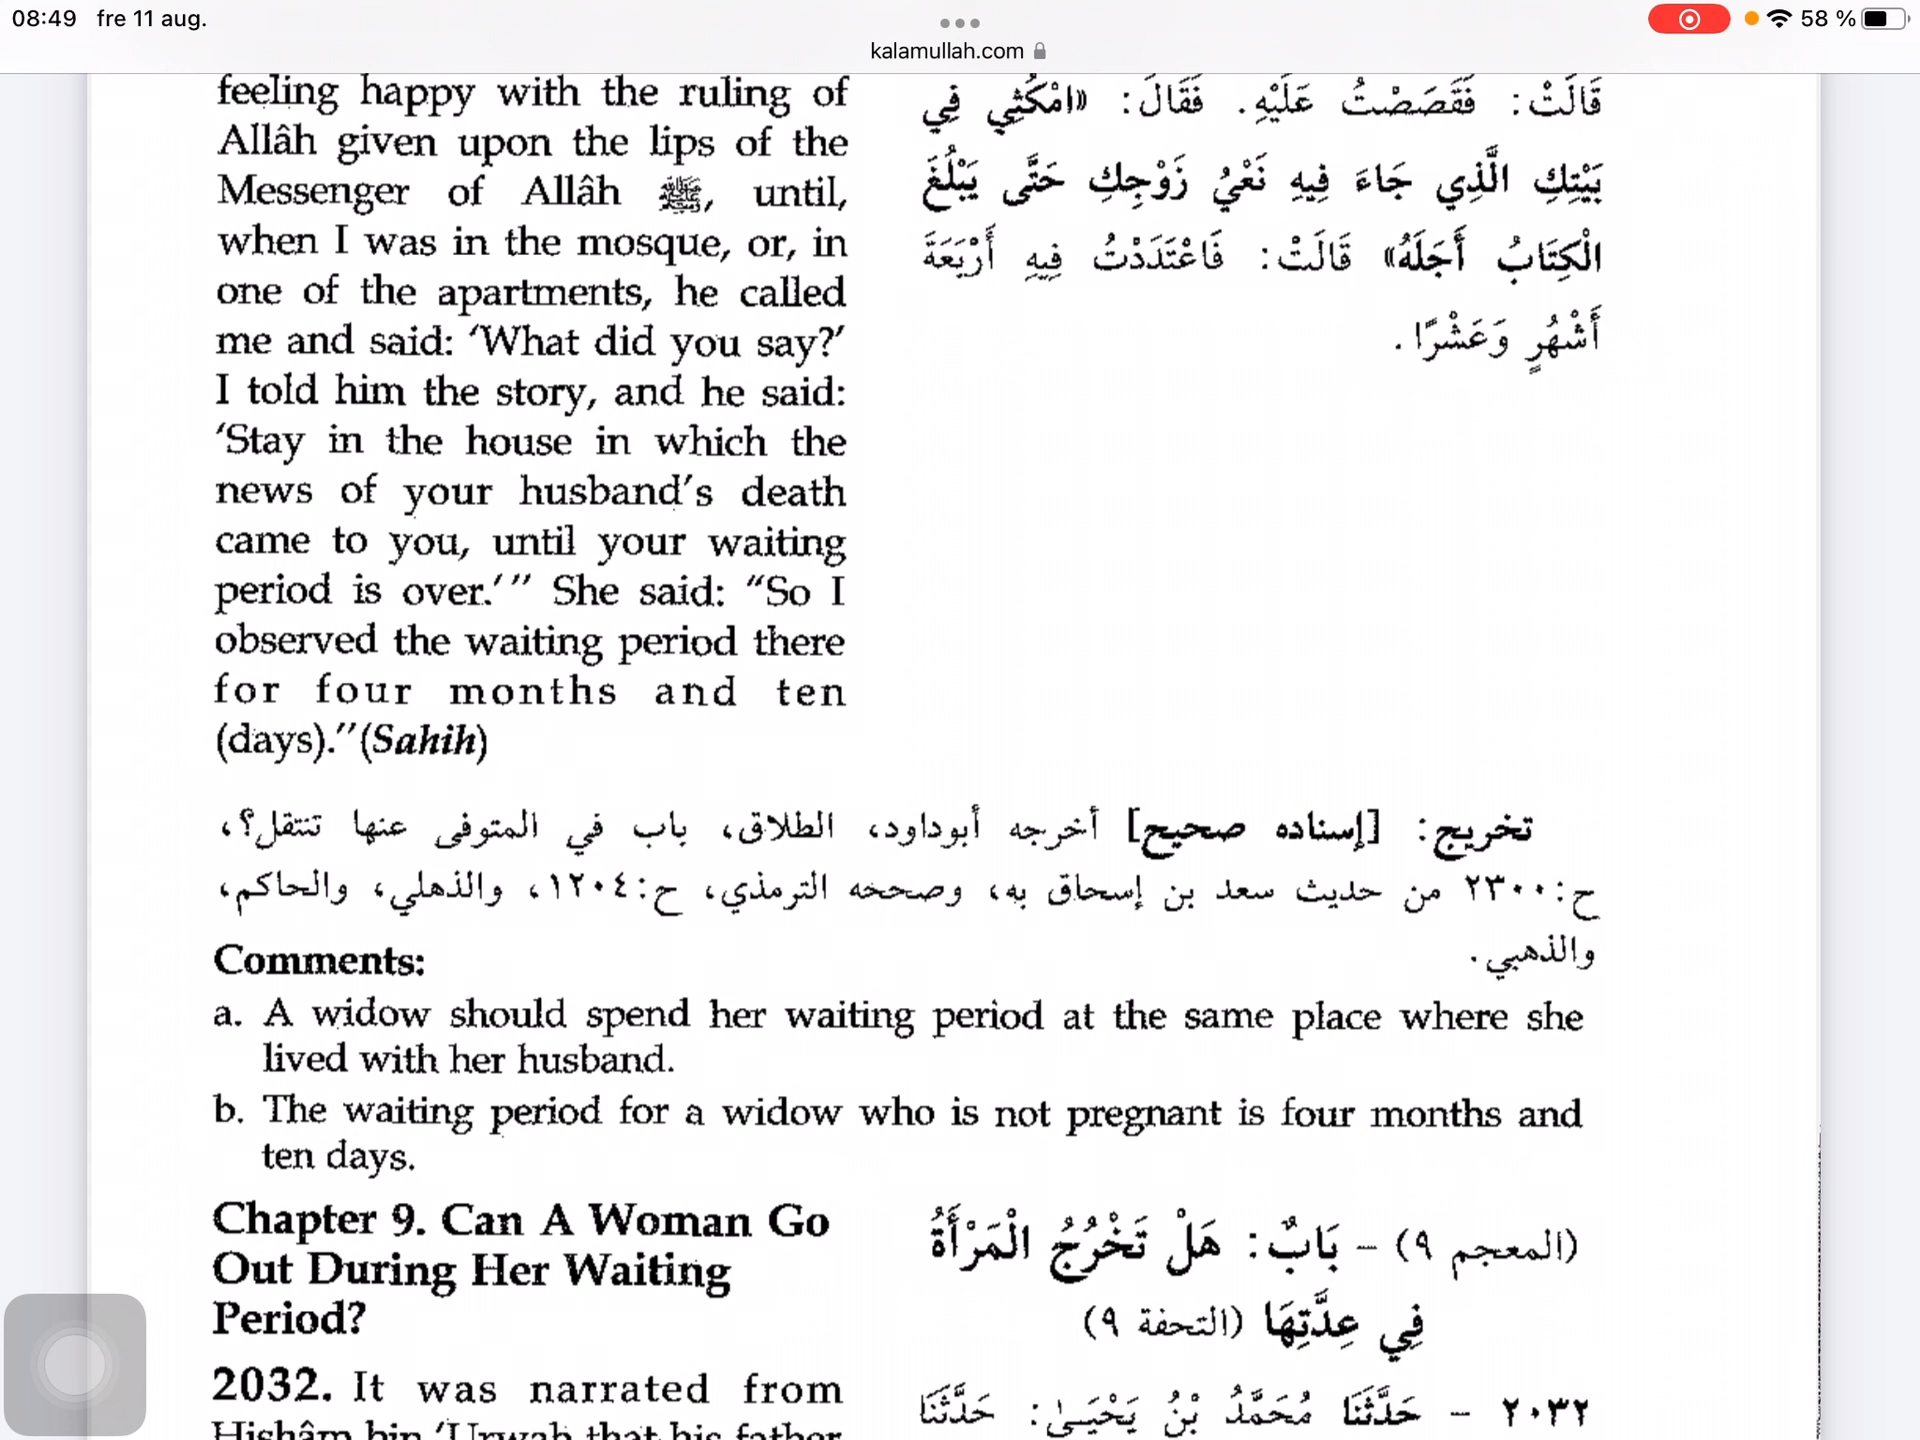 08:49 fre 11 aug.
58 %
kalamullah.com
feeling happy with the ruling of
Allâh given upon the lips of the
Messenger of Allâh ﷺ, until,
when I was in the mosque, or, in
one of the apartments, he called
me and said: ‘What did you say?’
I told him the story, and he said:
‘Stay in the house in which the
news of your husband’s death
came to you, until your waiting
period is over.’” She said: “So I
observed the waiting period there
for four months and ten
(days).”(Sahih)
قَالَتْ: فَقَصَصْتُ عَلَيْهِ. فَقَالَ: «امْكُثِي فِي
بَيْتِكِ الَّذِي جَاءَ فِيهِ نَعْيُ زَوْجِكِ حَتَّى يَبْلُغَ
الْكِتَابُ أَجَلَهُ» قَالَتْ: فَاعْتَدَدْتُ فِيهِ أَرْبَعَةَ
أَشْهُرٍ وَعَشْرًا.
تخريج: [إسناده صحيح] أخرجه أبوداود، الطلاق، باب في المتوفى عنها تنتقل؟،
ح:٢٣٠٠ من حديث سعد بن إسحاق به، وصححه الترمذي، ح:١٢٠٤، والذهلي، والحاكم،
والذهبي.
Comments:
a. A widow should spend her waiting period at the same place where she
lived with her husband.
b. The waiting period for a widow who is not pregnant is four months and
ten days.
Chapter 9. Can A Woman Go
Out During Her Waiting
Period?
(المعجم ٩) – بَابٌ: هَلْ تَخْرُجُ الْمَرْأَةُ
فِي عِدَّتِهَا (التحفة ٩)
2032. It was narrated from
Hishâm bin ‘Urwah that his father
٢٠٣٢ – حَدَّثَنَا مُحَمَّدُ بْنُ يَحْيَىٰ: حَدَّثَنَا